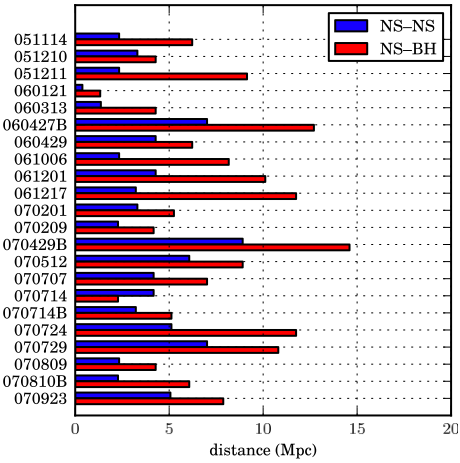 NS–NS
NS–BH
051114
051210
051211
060121
060313
060427B
060429
061006
061201
061217
070201
070209
070429B
070512
070707
070714
070714B
070724
070729
070809
070810B
070923
0 5 10 15 20
distance (Mpc)